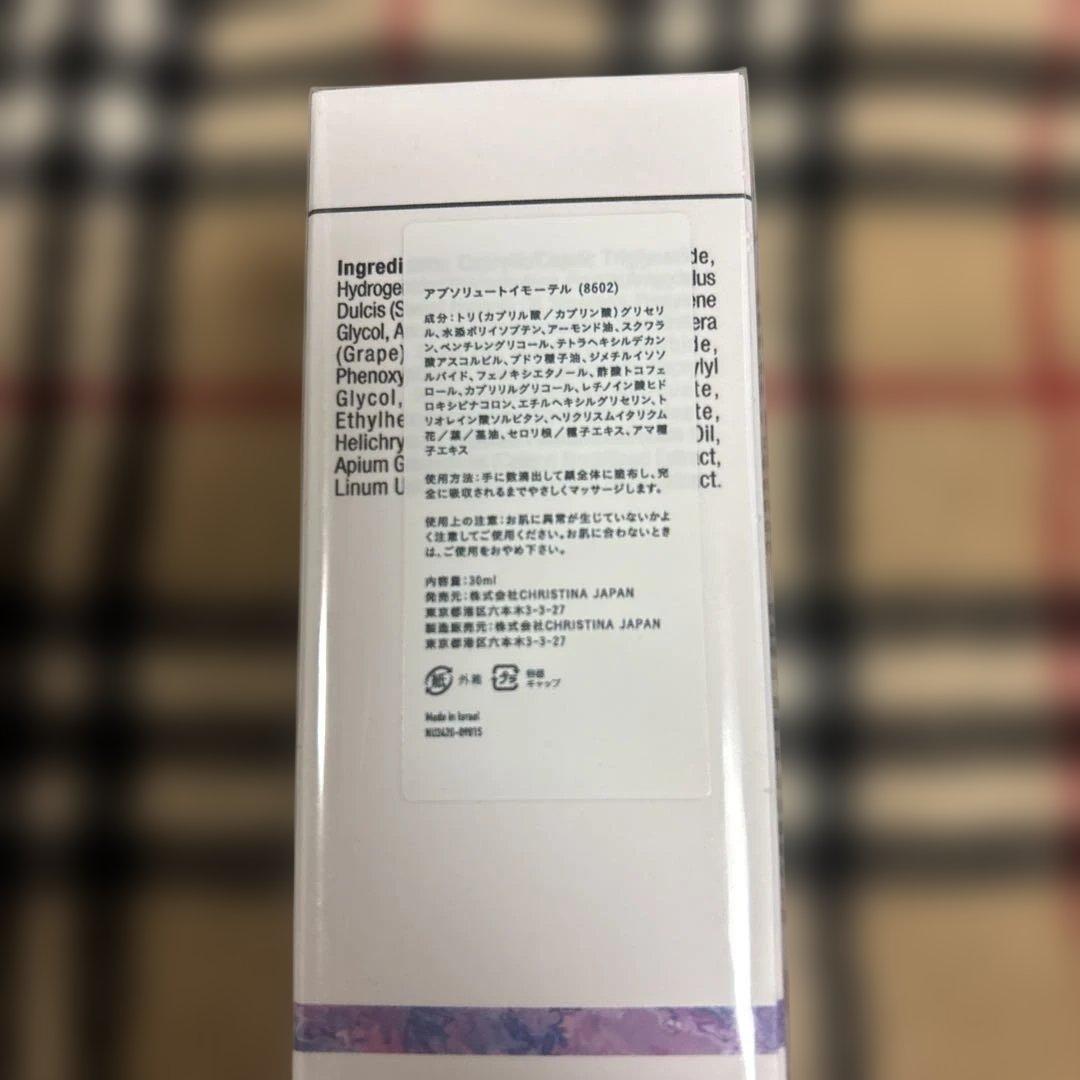 Ingredi
Hydroge
Dulcis (S
Glycol, A
(Grape)
Phenoxy
Glycol,
Ethylhe
Helichry
Apium G
Linum U
de,
lus
ene
era
de,
ylyl
te,
te,
Oil,
ct,
ct.
アブソリュートイモーテル (8602)
成分:トリ(カプリル酸/カプリン酸)グリセリ
ル、水添ポリイソブテン、アーモンド油、スクワラ
ン、ペンチレングリコール、テトラヘキシルデカン
酸アスコルビル、ブドウ種子油、ジメチルイソソ
ルバイド、フェノキシエタノール、酢酸トコフェ
ロール、カプリリルグリコール、レチノイン酸ヒド
ロキシピナコロン、エチルヘキシルグリセリン、ト
リオレイン酸ソルビタン、ヘリクリスムイタリクム
花/葉/茎油、セロリ根/種子エキス、アマ種
子エキス
使用方法:手に数滴出して顔全体に塗布し、完
全に吸収されるまでやさしくマッサージします。
使用上の注意:お肌に異常が生じていないかよ
く注意してご使用ください。お肌に合わないとき
は、ご使用をおやめ下さい。
内容量:30ml
発売元:株式会社CHRISTINA JAPAN
東京都港区六本木3-3-27
製造販売元:株式会社CHRISTINA JAPAN
東京都港区六本木3-3-27
紙 外箱 プラ 容器
キャップ
Made in Israel